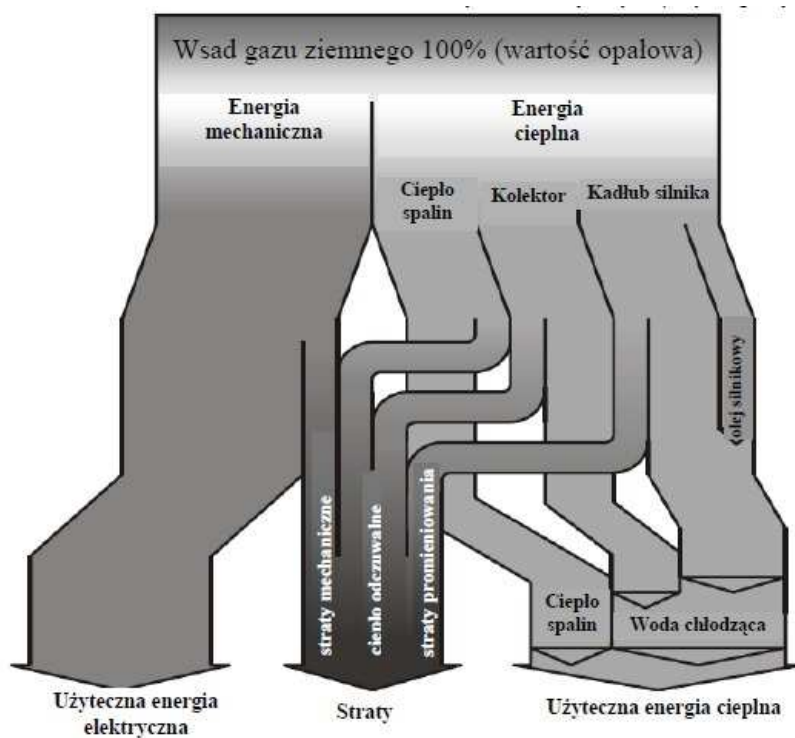 Wsad gazu ziemnego 100% (wartość opałowa)
Energia
mechaniczna
Energia
cieplna
Ciepło
spalin
Kolektor
Kadłub silnika
olej silnikowy
straty mechaniczne
ciepło odczuwalne
straty promieniowania
Ciepło
spalin
Woda chłodząca
Użyteczna energia
elektryczna
Straty
Użyteczna energia cieplna